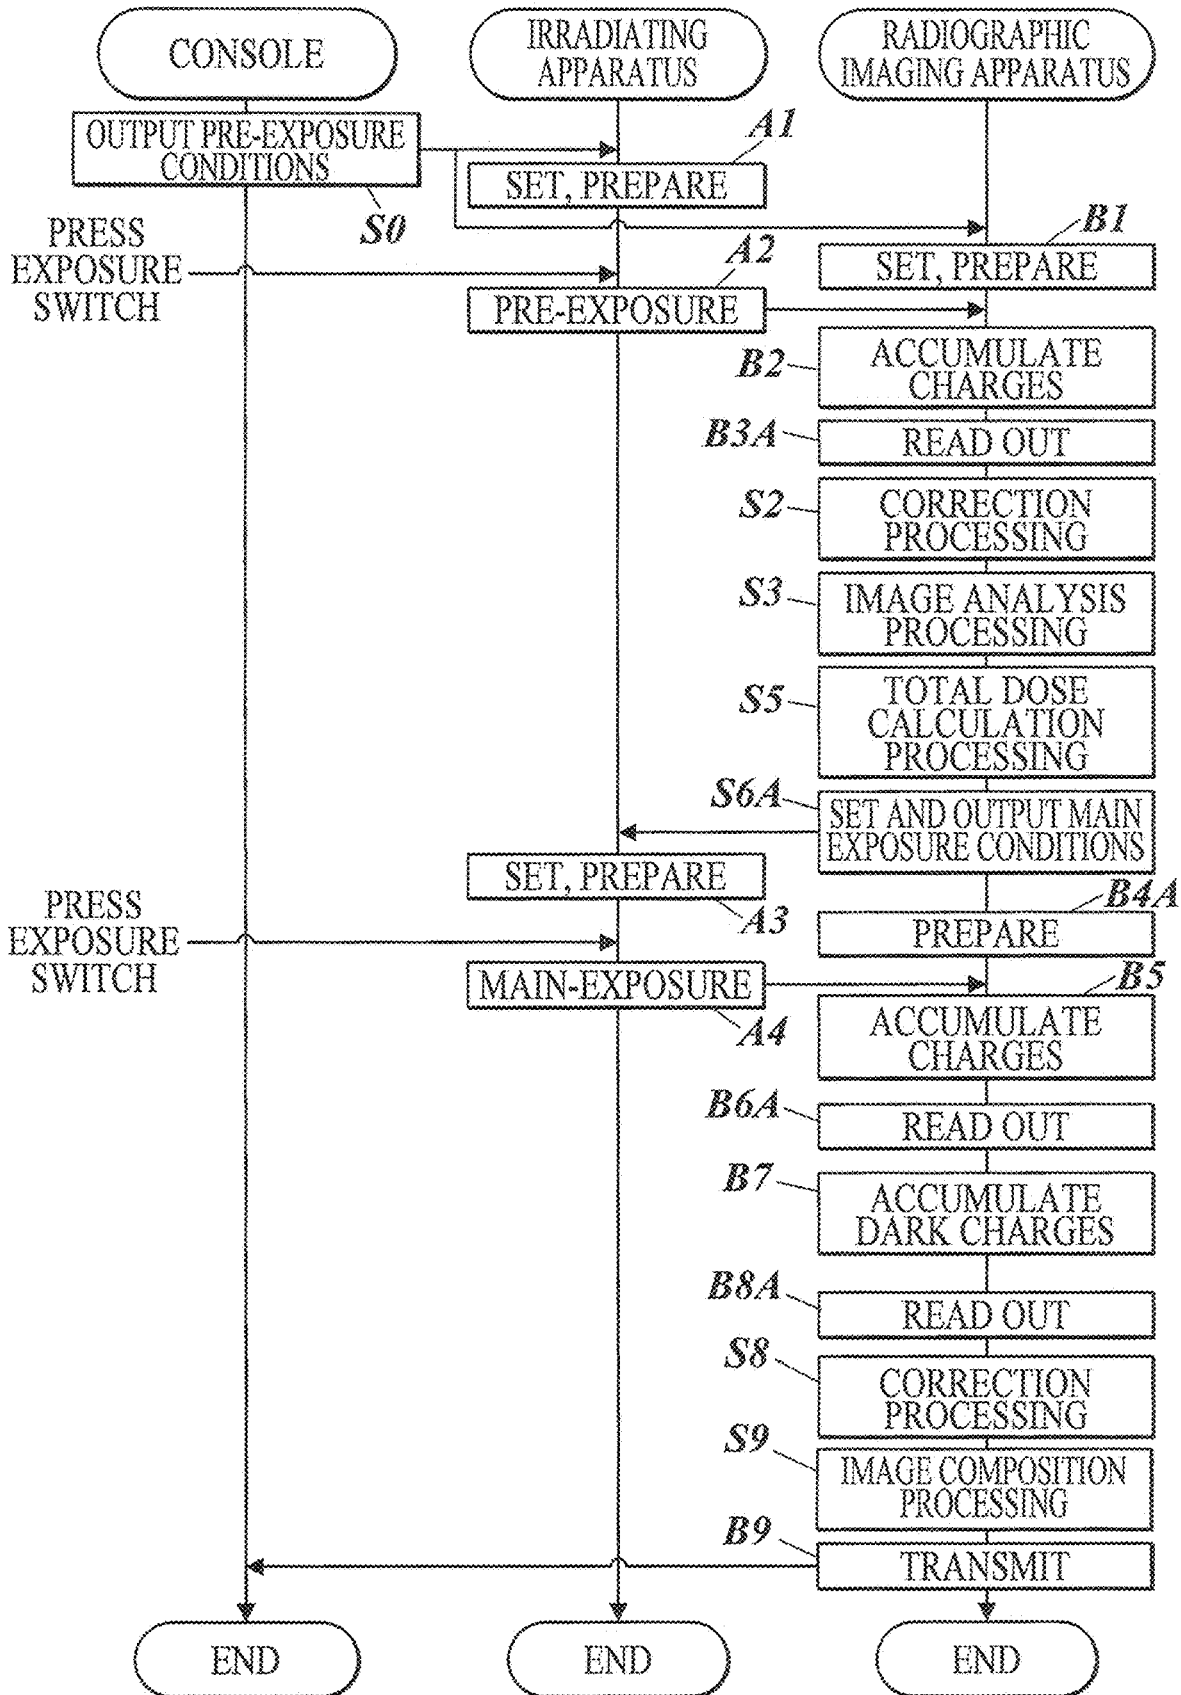 CONSOLE
IRRADIATING
APPARATUS
RADIOGRAPHIC
IMAGING APPARATUS
OUTPUT PRE-EXPOSURE
CONDITIONS
S0
A1
SET, PREPARE
B1
SET, PREPARE
PRESS
EXPOSURE
SWITCH
A2
PRE-EXPOSURE
B2
ACCUMULATE
CHARGES
B3A
READ OUT
S2
CORRECTION
PROCESSING
S3
IMAGE ANALYSIS
PROCESSING
S5
TOTAL DOSE
CALCULATION
PROCESSING
S6A
SET AND OUTPUT MAIN
EXPOSURE CONDITIONS
SET, PREPARE
A3
B4A
PREPARE
PRESS
EXPOSURE
SWITCH
MAIN-EXPOSURE
A4
B5
ACCUMULATE
CHARGES
B6A
READ OUT
B7
ACCUMULATE
DARK CHARGES
B8A
READ OUT
S8
CORRECTION
PROCESSING
S9
IMAGE COMPOSITION
PROCESSING
B9
TRANSMIT
END
END
END